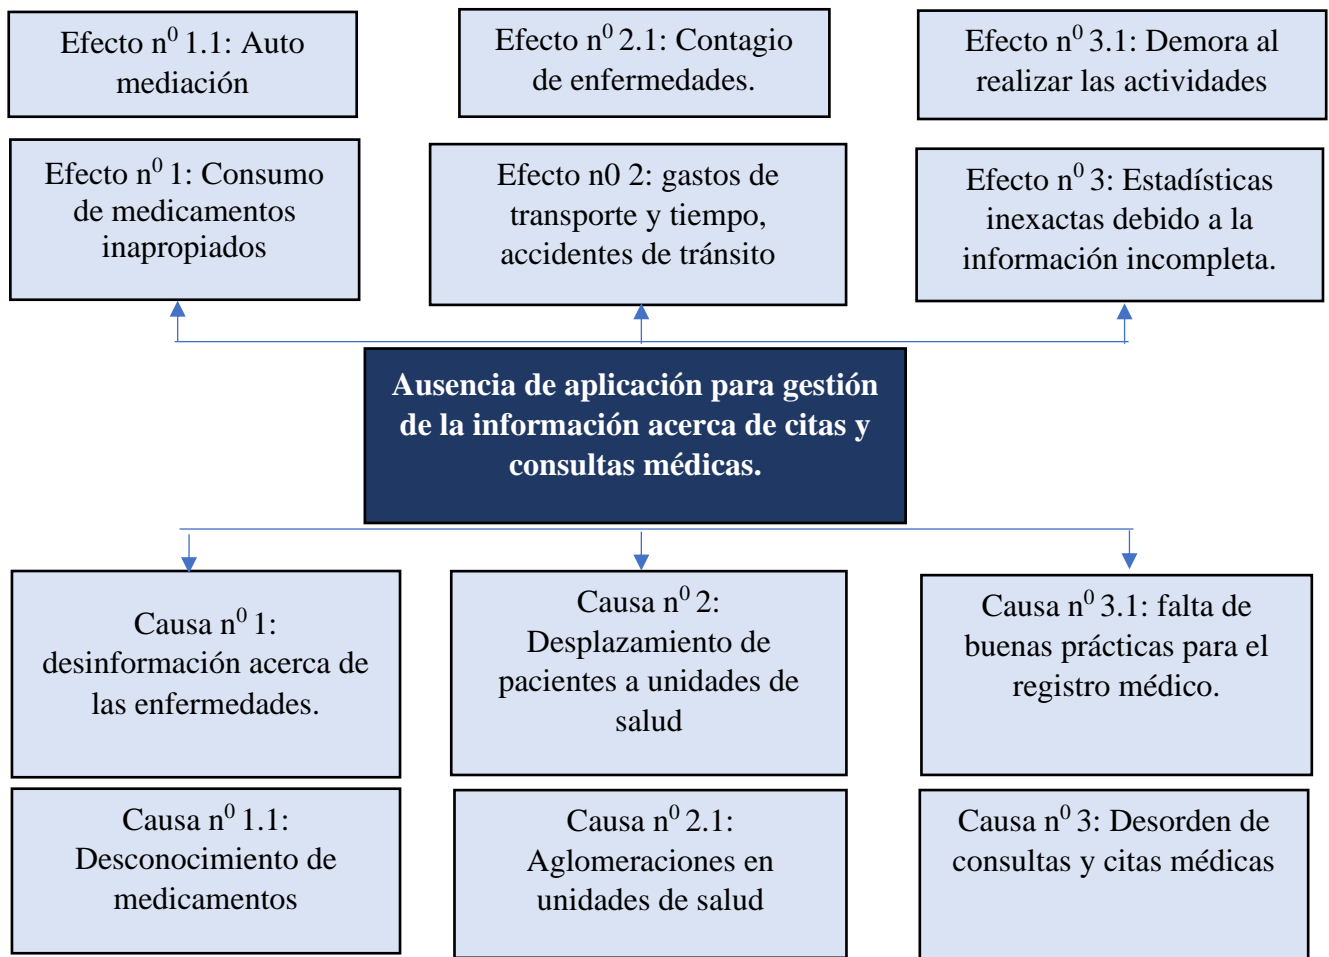 Efecto n⁰ 1.1: Auto
mediación
Efecto n⁰ 2.1: Contagio
de enfermedades.
Efecto n⁰ 3.1: Demora al
realizar las actividades
Efecto n⁰ 1: Consumo
de medicamentos
inapropiados
Efecto n0 2: gastos de
transporte y tiempo,
accidentes de tránsito
Efecto n⁰ 3: Estadísticas
inexactas debido a la
información incompleta.
Ausencia de aplicación para gestión
de la información acerca de citas y
consultas médicas.
Causa n⁰ 1:
desinformación acerca de
las enfermedades.
Causa n⁰ 2:
Desplazamiento de
pacientes a unidades de
salud
Causa n⁰ 3.1: falta de
buenas prácticas para el
registro médico.
Causa n⁰ 1.1:
Desconocimiento de
medicamentos
Causa n⁰ 2.1:
Aglomeraciones en
unidades de salud
Causa n⁰ 3: Desorden de
consultas y citas médicas